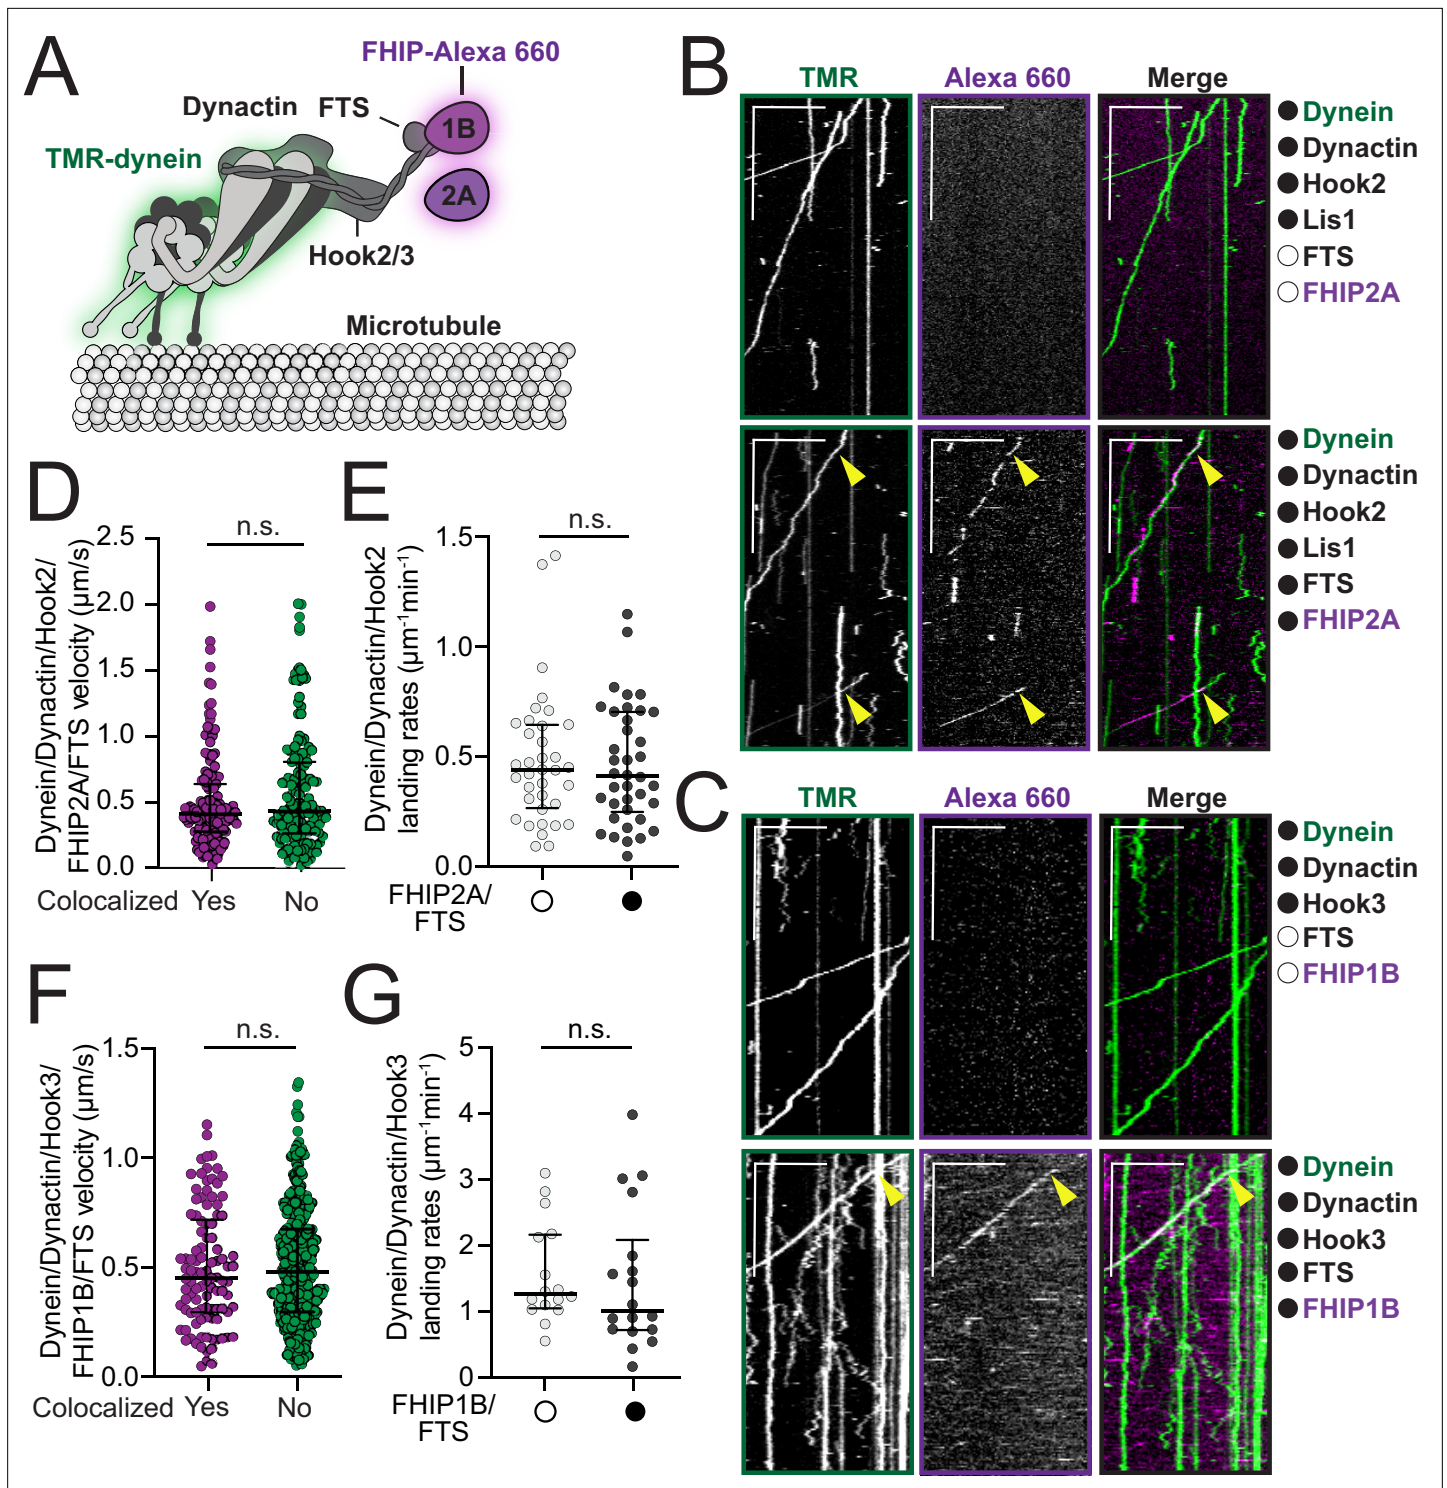 A
FHIP-Alexa 660
Dynactin
FTS
1B
TMR-dynein
2A
Hook2/3
Microtubule
B
TMR
Alexa 660
Merge
Dynein
Dynactin
Hook2
Lis1
FTS
FHIP2A
Dynein
Dynactin
Hook2
Lis1
FTS
FHIP2A
C
TMR
Alexa 660
Merge
Dynein
Dynactin
Hook3
FTS
FHIP1B
Dynein
Dynactin
Hook3
FTS
FHIP1B
D
Dynein/Dynactin/Hook2/
FHIP2A/FTS velocity (µm/s)
2.5
2.0
1.5
1.0
0.5
0.0
n.s.
Colocalized Yes No
E
Dynein/Dynactin/Hook2
landing rates (µm⁻¹min⁻¹)
1.5
1.0
0.5
0.0
n.s.
FHIP2A/
FTS
F
Dynein/Dynactin/Hook3/
FHIP1B/FTS velocity (µm/s)
1.5
1.0
0.5
0.0
n.s.
Colocalized Yes No
G
Dynein/Dynactin/Hook3
landing rates (µm⁻¹min⁻¹)
5
4
3
2
1
0
n.s.
FHIP1B/
FTS